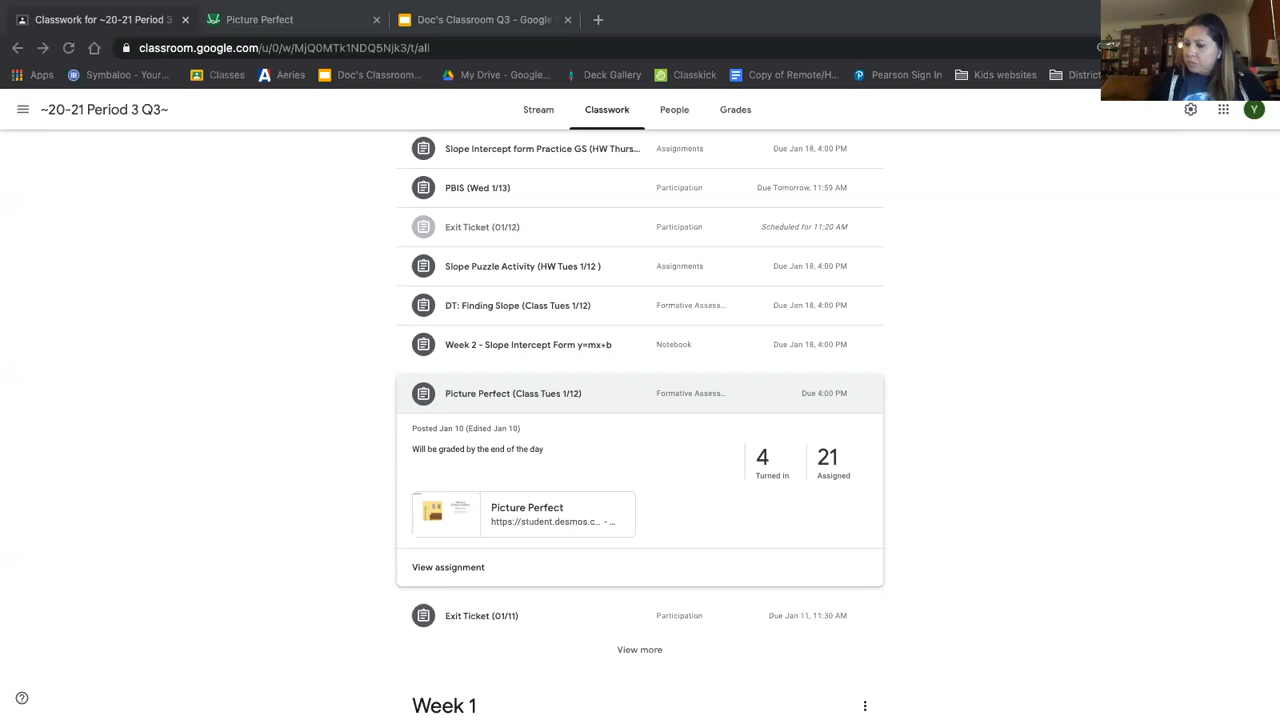 Classwork for ~20-21 Period 3
Picture Perfect
Doc's Classroom Q3 - Google
classroom.google.com/u/0/w/MjQ0MTk1NDQ5Njk3/t/all
Apps
Symbaloo - Your...
Classes
Aeries
Doc's Classroom...
My Drive - Google...
Deck Gallery
Classkick
Copy of Remote/H...
Pearson Sign In
Kids websites
District
~20-21 Period 3 Q3~
Stream
Classwork
People
Grades
Y
Slope Intercept form Practice GS (HW Thurs... Assignments Due Jan 18, 4:00 PM
PBIS (Wed 1/13) Participation Due Tomorrow, 11:59 AM
Exit Ticket (01/12) Participation Scheduled for 11:20 AM
Slope Puzzle Activity (HW Tues 1/12 ) Assignments Due Jan 18, 4:00 PM
DT: Finding Slope (Class Tues 1/12) Formative Assess... Due Jan 18, 4:00 PM
Week 2 - Slope Intercept Form y=mx+b Notebook Due Jan 18, 4:00 PM
Picture Perfect (Class Tues 1/12) Formative Assess... Due 4:00 PM
Posted Jan 10 (Edited Jan 10)
Will be graded by the end of the day
4
Turned in
21
Assigned
Picture Perfect
https://student.desmos.c... - ...
View assignment
Exit Ticket (01/11) Participation Due Jan 11, 11:30 AM
View more
Week 1